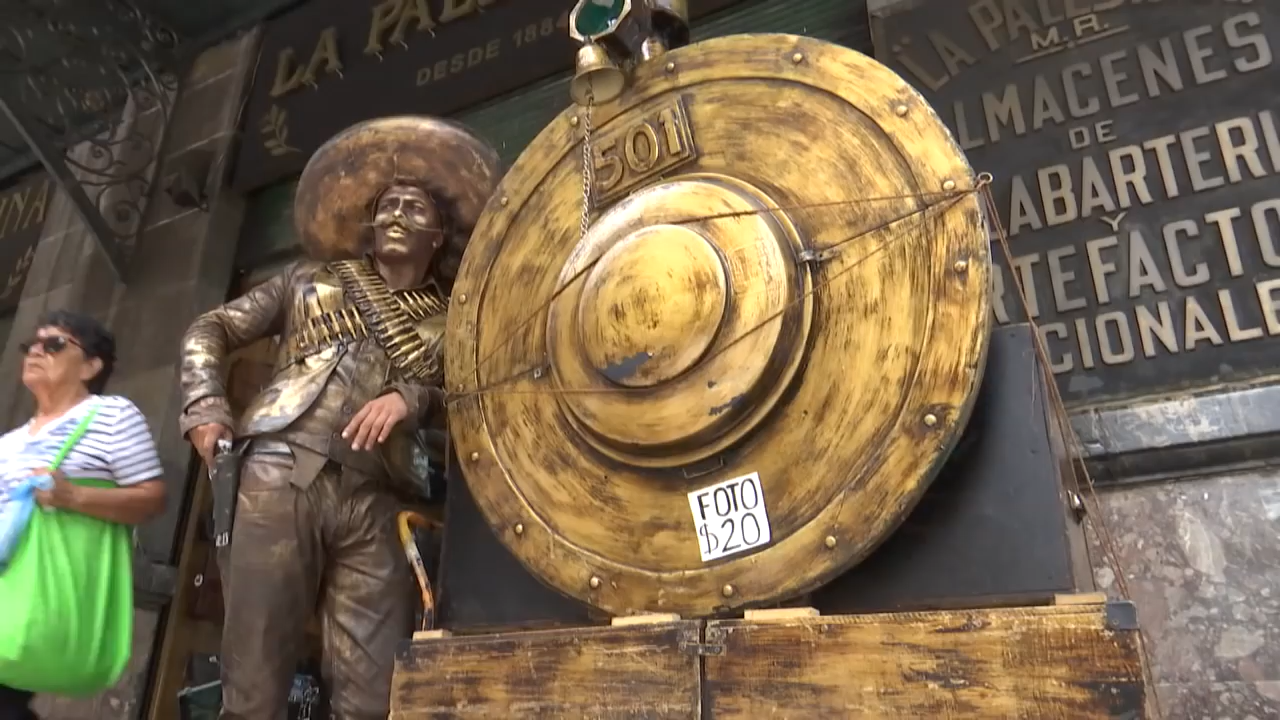 LA PAL
DESDE 1884
INA
501
FOTO
$20
LA PALES
M.R.
ALMACENES
DE
ABARTERI
Y
RTEFACTO
CIONALE